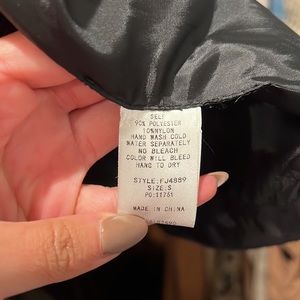 SELF
90% POLYESTER
10%NYLON
HAND WASH COLD
WATER SEPARATELY
NO BLEACH
COLOR WILL BLEED
HANG TO DRY
STYLE:FJ4889
SIZE:S
PO:11761
MADE IN CHINA